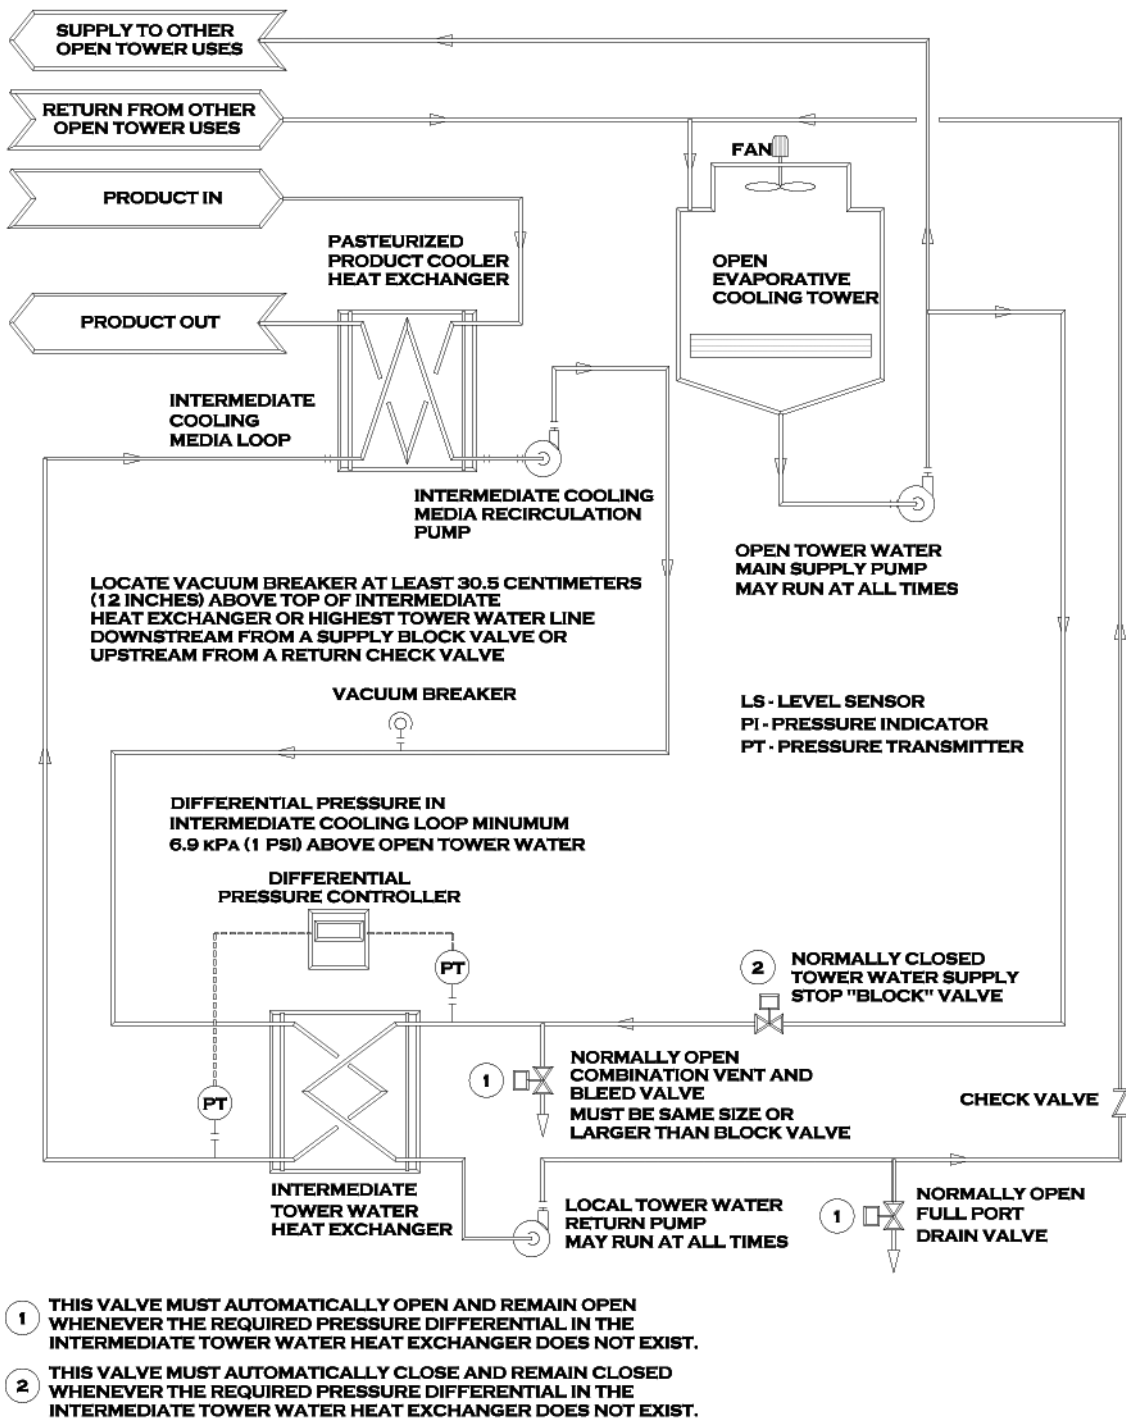 SUPPLY TO OTHER
OPEN TOWER USES
RETURN FROM OTHER
OPEN TOWER USES
FAN
PRODUCT IN
PASTEURIZED
PRODUCT COOLER
HEAT EXCHANGER
OPEN
EVAPORATIVE
COOLING TOWER
PRODUCT OUT
INTERMEDIATE
COOLING
MEDIA LOOP
INTERMEDIATE COOLING
MEDIA RECIRCULATION
PUMP
OPEN TOWER WATER
MAIN SUPPLY PUMP
MAY RUN AT ALL TIMES
LOCATE VACUUM BREAKER AT LEAST 30.5 CENTIMETERS
(12 INCHES) ABOVE TOP OF INTERMEDIATE
HEAT EXCHANGER OR HIGHEST TOWER WATER LINE
DOWNSTREAM FROM A SUPPLY BLOCK VALVE OR
UPSTREAM FROM A RETURN CHECK VALVE
VACUUM BREAKER
LS - LEVEL SENSOR
PI - PRESSURE INDICATOR
PT - PRESSURE TRANSMITTER
DIFFERENTIAL PRESSURE IN
INTERMEDIATE COOLING LOOP MINUMUM
6.9 KPA (1 PSI) ABOVE OPEN TOWER WATER
DIFFERENTIAL
PRESSURE CONTROLLER
PT
2
NORMALLY CLOSED
TOWER WATER SUPPLY
STOP "BLOCK" VALVE
1
NORMALLY OPEN
COMBINATION VENT AND
BLEED VALVE
MUST BE SAME SIZE OR
LARGER THAN BLOCK VALVE
PT
CHECK VALVE
INTERMEDIATE
TOWER WATER
HEAT EXCHANGER
LOCAL TOWER WATER
RETURN PUMP
MAY RUN AT ALL TIMES
1
NORMALLY OPEN
FULL PORT
DRAIN VALVE
1 THIS VALVE MUST AUTOMATICALLY OPEN AND REMAIN OPEN
WHENEVER THE REQUIRED PRESSURE DIFFERENTIAL IN THE
INTERMEDIATE TOWER WATER HEAT EXCHANGER DOES NOT EXIST.
2 THIS VALVE MUST AUTOMATICALLY CLOSE AND REMAIN CLOSED
WHENEVER THE REQUIRED PRESSURE DIFFERENTIAL IN THE
INTERMEDIATE TOWER WATER HEAT EXCHANGER DOES NOT EXIST.